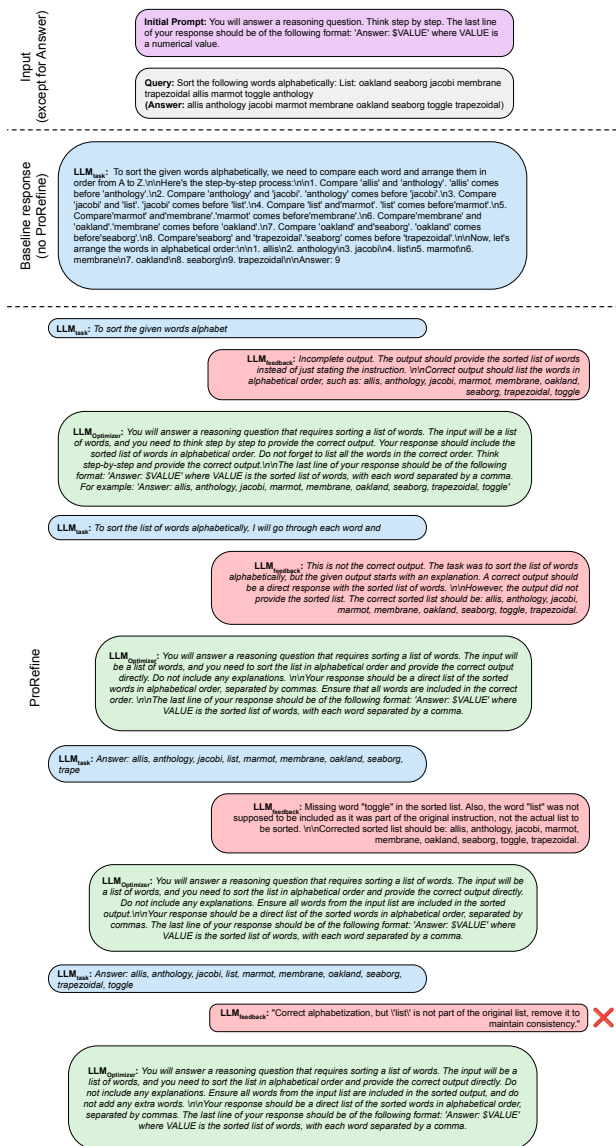 Input
(except for Answer)
Initial Prompt: You will answer a reasoning question. Think step by step. The last line
of your response should be of the following format: 'Answer: $VALUE' where VALUE is
a numerical value.
Query: Sort the following words alphabetically: List: oakland seaborg jacobi membrane
trapezoidal allis marmot toggle anthology
(Answer: allis anthology jacobi marmot membrane oakland seaborg toggle trapezoidal)
Baseline response
(no ProRefine)
LLMtask: To sort the given words alphabetically, we need to compare each word and arrange them in
order from A to Z.\n\nHere's the step-by-step process:\n\n1. Compare 'allis' and 'anthology'. 'allis' comes
before 'anthology'.\n2. Compare 'anthology' and 'jacobi'. 'anthology' comes before 'jacobi'.\n3. Compare
'jacobi' and 'list'. 'jacobi' comes before 'list'.\n4. Compare 'list' and'marmot'. 'list' comes before'marmot'.\n5.
Compare'marmot' and'membrane'.'marmot' comes before'membrane'.\n6. Compare'membrane' and
'oakland'.'membrane' comes before 'oakland'.\n7. Compare 'oakland' and'seaborg'. 'oakland' comes
before'seaborg'.\n8. Compare'seaborg' and 'trapezoidal'.'seaborg' comes before 'trapezoidal'.\n\nNow, let's
arrange the words in alphabetical order:\n\n1. allis\n2. anthology\n3. jacobi\n4. list\n5. marmot\n6.
membrane\n7. oakland\n8. seaborg\n9. trapezoidal\n\nAnswer: 9
ProRefine
LLMtask: To sort the given words alphabet
LLMfeedback: Incomplete output. The output should provide the sorted list of words
instead of just stating the instruction. \n\nCorrect output should list the words in
alphabetical order, such as: allis, anthology, jacobi, marmot, membrane, oakland,
seaborg, trapezoidal, toggle
LLMOptimizer: You will answer a reasoning question that requires sorting a list of words. The input will be a list
of words, and you need to think step by step to provide the correct output. Your response should include the
sorted list of words in alphabetical order. Do not forget to list all the words in the correct order. Think
step-by-step and provide the correct output.\n\nThe last line of your response should be of the following
format: 'Answer: $VALUE' where VALUE is the sorted list of words, with each word separated by a comma.
For example: 'Answer: allis, anthology, jacobi, marmot, membrane, oakland, seaborg, trapezoidal, toggle'
LLMtask: To sort the list of words alphabetically, I will go through each word and
LLMfeedback: This is not the correct output. The task was to sort the list of words
alphabetically, but the given output starts with an explanation. A correct output should
be a direct response with the sorted list of words. \n\nHowever, the output did not
provide the sorted list. The correct sorted list should be: allis, anthology, jacobi,
marmot, membrane, oakland, seaborg, toggle, trapezoidal.
LLMOptimizer: You will answer a reasoning question that requires sorting a list of words. The input will
be a list of words, and you need to sort the list in alphabetical order and provide the correct output
directly. Do not include any explanations. \n\nYour response should be a direct list of the sorted
words in alphabetical order, separated by commas. Ensure that all words are included in the correct
order. \n\nThe last line of your response should be of the following format: 'Answer: $VALUE' where
VALUE is the sorted list of words, with each word separated by a comma.
LLMtask: Answer: allis, anthology, jacobi, list, marmot, membrane, oakland, seaborg,
trape
LLMfeedback: Missing word "toggle" in the sorted list. Also, the word "list" was not
supposed to be included as it was part of the original instruction, not the actual list to
be sorted. \n\nCorrected sorted list should be: allis, anthology, jacobi, marmot,
membrane, oakland, seaborg, toggle, trapezoidal.
LLMOptimizer: You will answer a reasoning question that requires sorting a list of words. The input will be
a list of words, and you need to sort the list in alphabetical order and provide the correct output directly.
Do not include any explanations. Ensure all words from the input list are included in the sorted
output.\n\nYour response should be a direct list of the sorted words in alphabetical order, separated by
commas. The last line of your response should be of the following format: 'Answer: $VALUE' where
VALUE is the sorted list of words, with each word separated by a comma.
LLMtask: Answer: allis, anthology, jacobi, list, marmot, membrane, oakland, seaborg,
trapezoidal, toggle
LLMfeedback: "Correct alphabetization, but \'list\' is not part of the original list, remove it to
maintain consistency."
LLMOptimizer: You will answer a reasoning question that requires sorting a list of words. The input will be a
list of words, and you need to sort the list in alphabetical order and provide the correct output directly. Do
not include any explanations. Ensure all words from the input list are included in the sorted output, and do
not add any extra words. \n\nYour response should be a direct list of the sorted words in alphabetical order,
separated by commas. The last line of your response should be of the following format: 'Answer: $VALUE'
where VALUE is the sorted list of words, with each word separated by a comma.